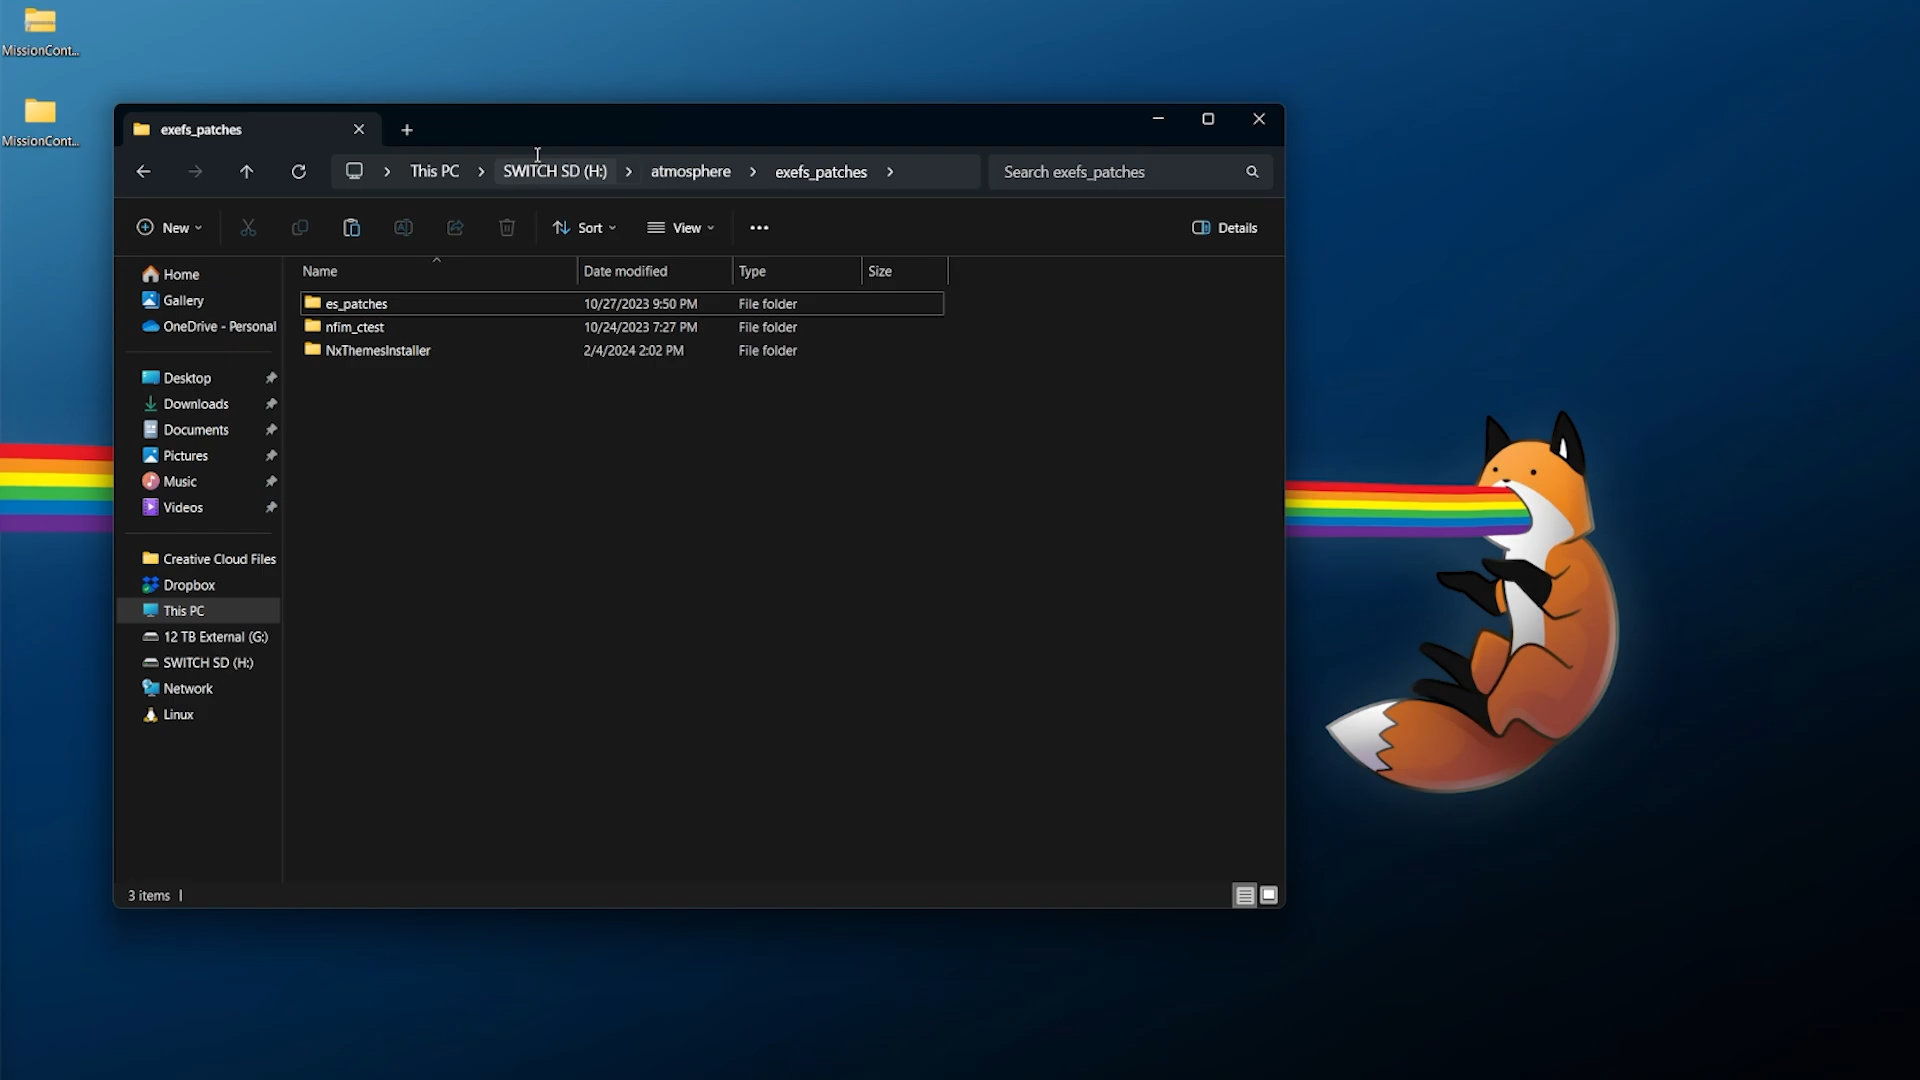 MissionCont...
MissionCont...
exefs_patches
This PC > SWITCH SD (H:) > atmosphere > exefs_patches >
Search exefs_patches
New
Sort
View
Details
Home
Gallery
OneDrive - Personal
Desktop
Downloads
Documents
Pictures
Music
Videos
Creative Cloud Files
Dropbox
This PC
12 TB External (G:)
SWITCH SD (H:)
Network
Linux
Name Date modified Type Size
es_patches 10/27/2023 9:50 PM File folder
nfim_ctest 10/24/2023 7:27 PM File folder
NxThemesInstaller 2/4/2024 2:02 PM File folder
3 items